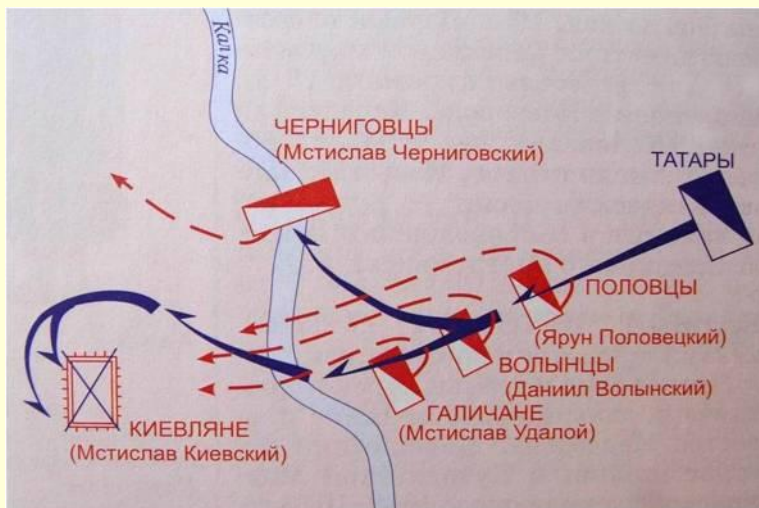 Калка
ЧЕРНИГОВЦЫ
(Мстислав Черниговский)
ТАТАРЫ
ПОЛОВЦЫ
(Ярун Половецкий)
ВОЛЫНЦЫ
(Даниил Волынский)
ГАЛИЧАНЕ
(Мстислав Удалой)
КИЕВЛЯНЕ
(Мстислав Киевский)